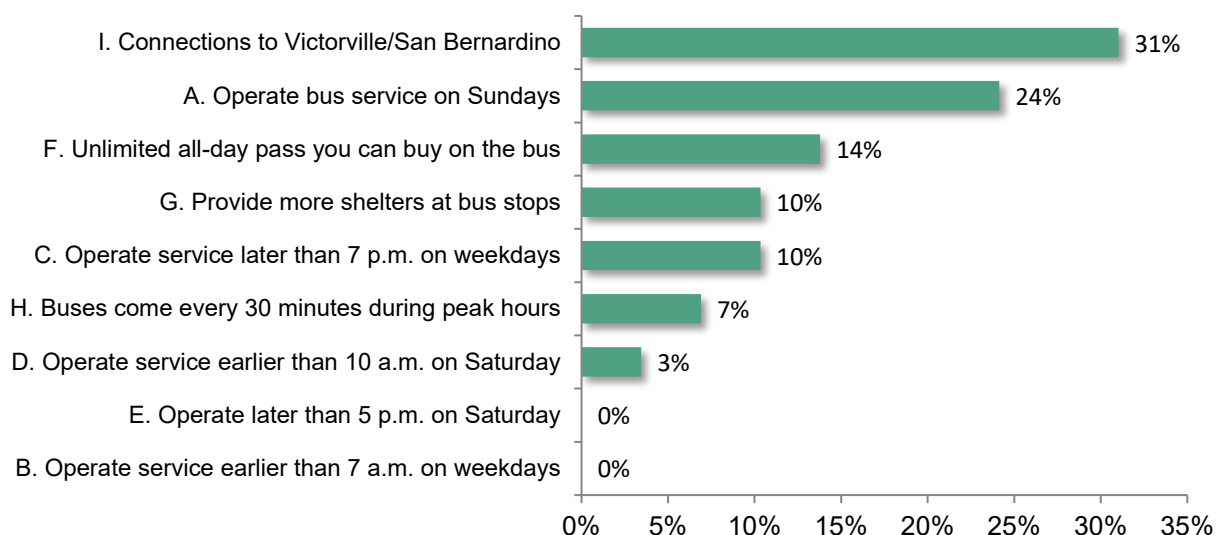 I. Connections to Victorville/San Bernardino 31%
A. Operate bus service on Sundays 24%
F. Unlimited all-day pass you can buy on the bus 14%
G. Provide more shelters at bus stops 10%
C. Operate service later than 7 p.m. on weekdays 10%
H. Buses come every 30 minutes during peak hours 7%
D. Operate service earlier than 10 a.m. on Saturday 3%
E. Operate later than 5 p.m. on Saturday 0%
B. Operate service earlier than 7 a.m. on weekdays 0%
0% 5% 10% 15% 20% 25% 30% 35%